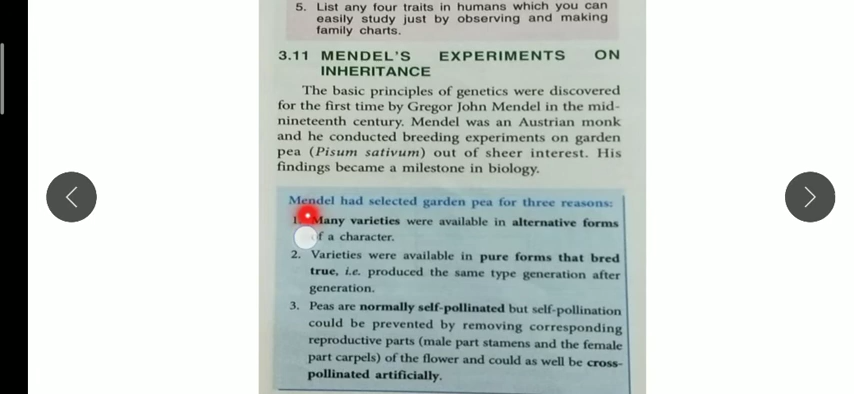 5. List any four traits in humans which you can
easily study just by observing and making
family charts.
3.11 MENDEL'S EXPERIMENTS ON
INHERITANCE
The basic principles of genetics were discovered
for the first time by Gregor John Mendel in the mid-
nineteenth century. Mendel was an Austrian monk
and he conducted breeding experiments on garden
pea (Pisum sativum) out of sheer interest. His
findings became a milestone in biology.
Mendel had selected garden pea for three reasons:
1. Many varieties were available in alternative forms
of a character.
2. Varieties were available in pure forms that bred
true, i.e. produced the same type generation after
generation.
3. Peas are normally self-pollinated but self-pollination
could be prevented by removing corresponding
reproductive parts (male part stamens and the female
part carpels) of the flower and could as well be cross-
pollinated artificially.